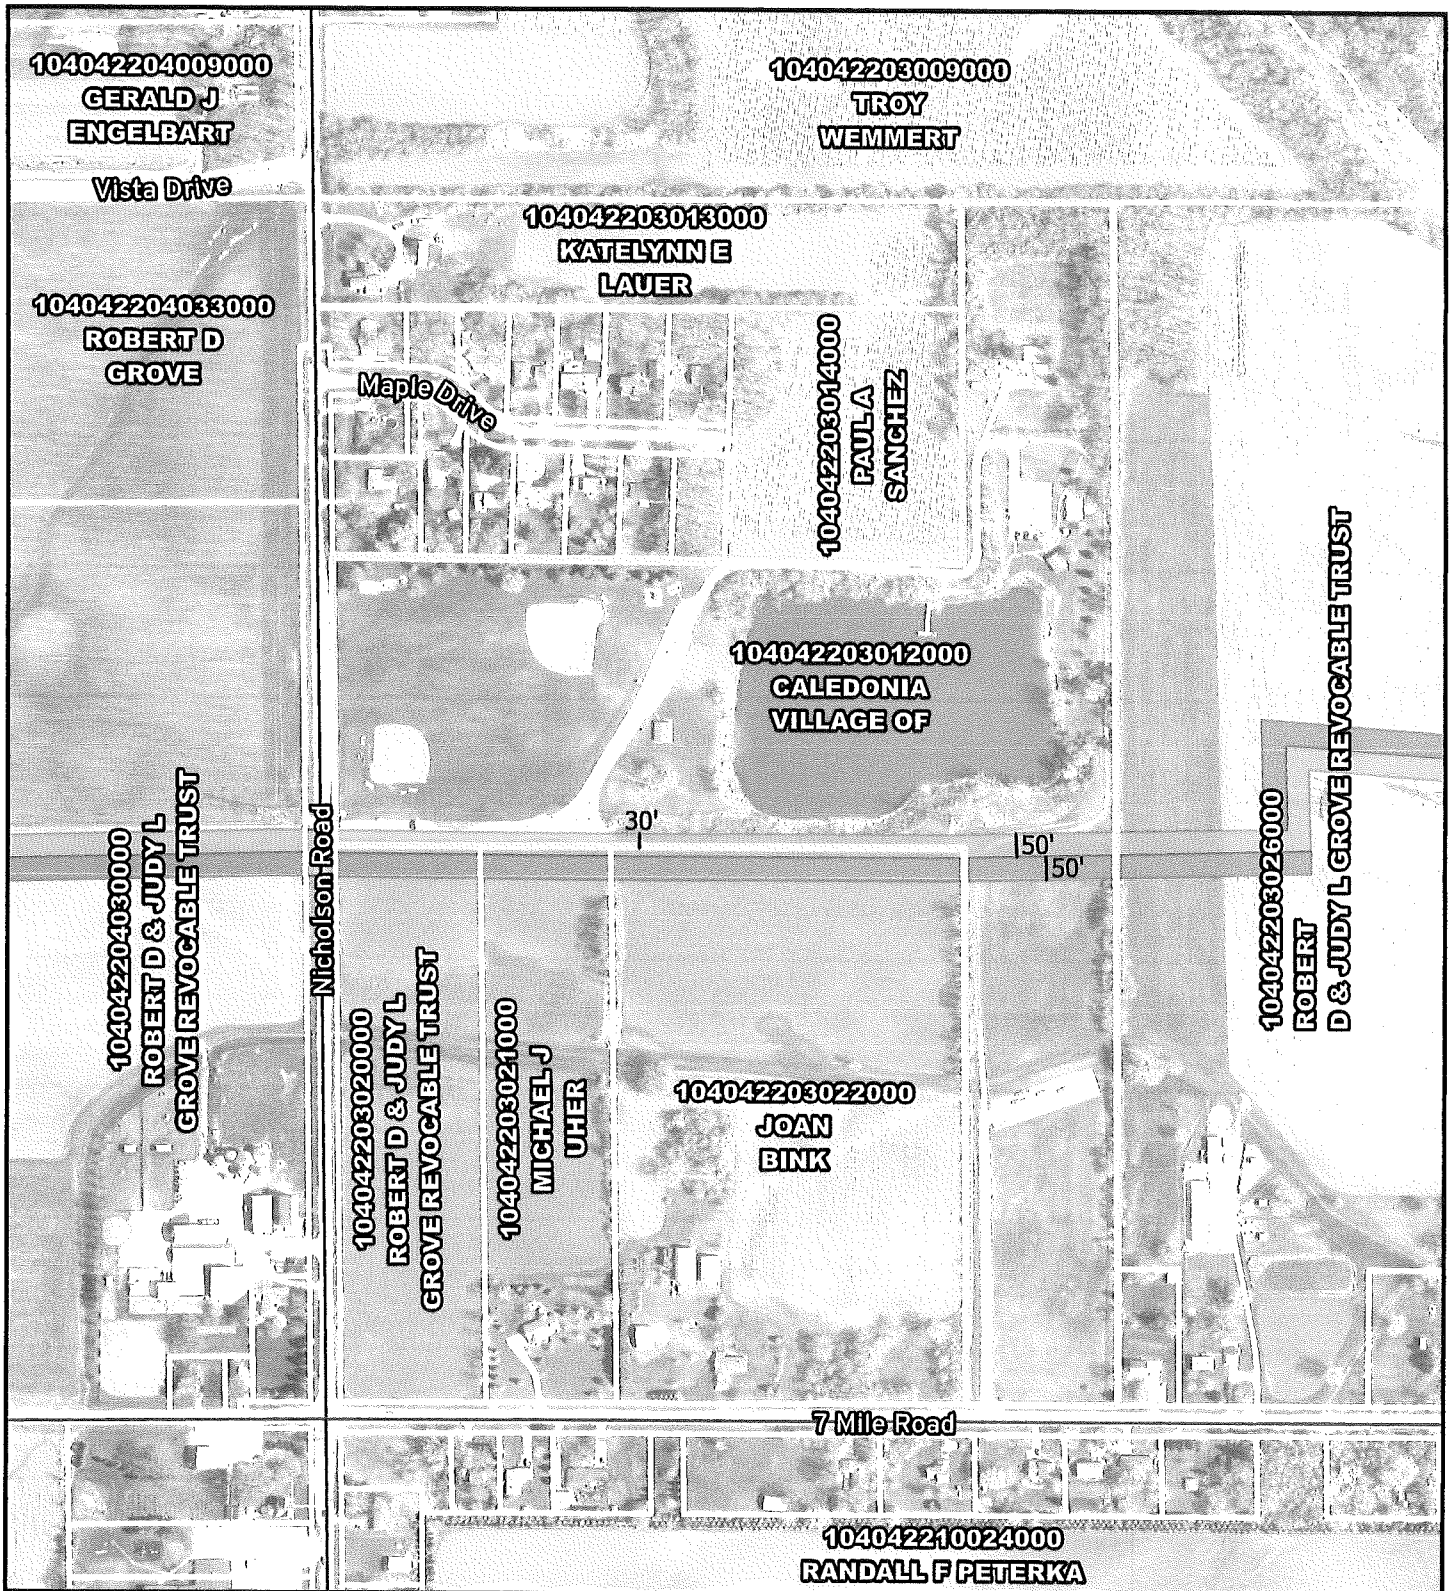 104042204009000
GERALD J
ENGELBART
104042203009000
TROY
WEMMERT
Vista Drive
104042203013000
KATELYNN E
LAUER
104042204033000
ROBERT D
GROVE
104042203014000
PAUL A
SANCHEZ
Maple Drive
104042203012000
CALEDONIA
VILLAGE OF
104042203026000
ROBERT
D & JUDY L GROVE REVOCABLE TRUST
30'
50'
50'
104042204030000
ROBERT D & JUDY L
GROVE REVOCABLE TRUST
Nicholson Road
104042203020000
ROBERT D & JUDY L
GROVE REVOCABLE TRUST
104042203021000
MICHAEL J
UHER
104042203022000
JOAN
BINK
7 Mile Road
104042210024000
RANDALL F PETERKA